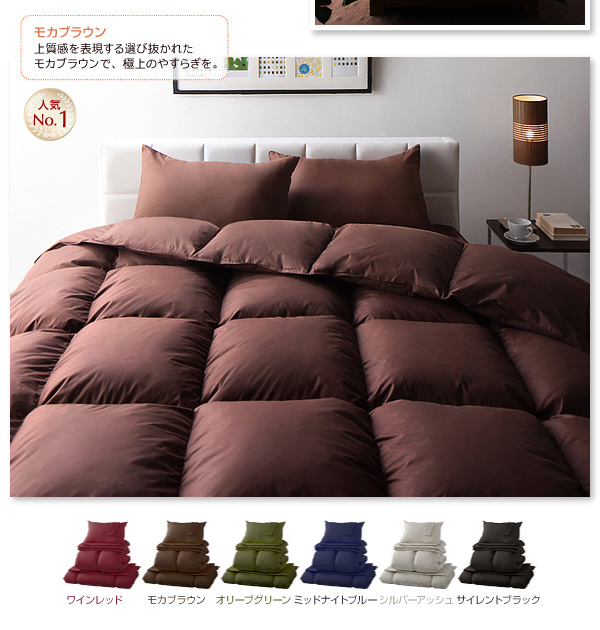 モカブラウン
上質感を表現する選び抜かれた
モカブラウンで、極上のやすらぎを。
人気
No.1
ワインレッド モカブラウン オリーブグリーン ミッドナイトブルー シルバーアッシュ サイレントブラック